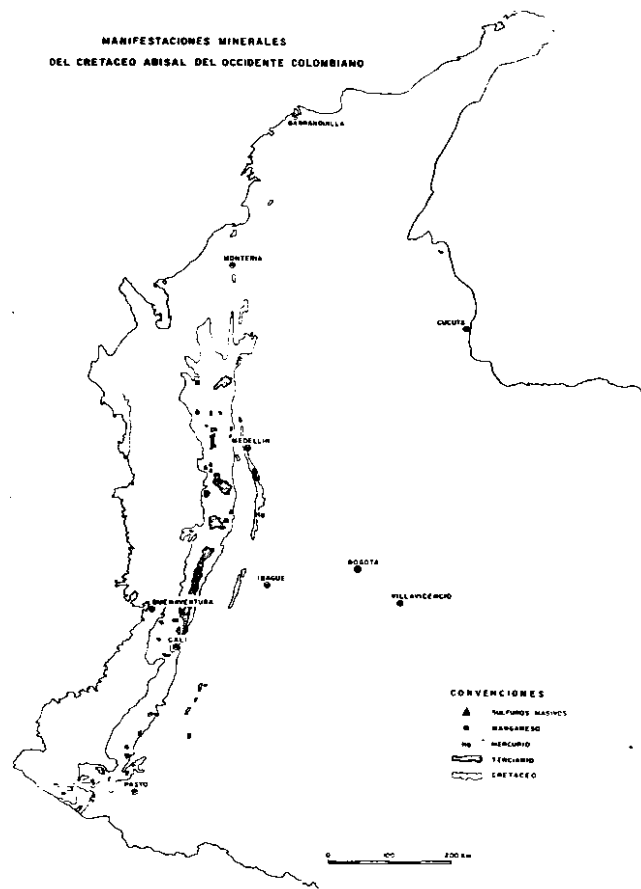 MANIFESTACIONES MINERALES
DEL CRETACEO ABISAL DEL OCCIDENTE COLOMBIANO
BARRANQUILLA
MONTERIA
CUCUTA
MEDELLIN
Hg
BOGOTA
IBAGUE
VILLAVICENCIO
BUENAVENTURA
CALI
PASTO
CONVENCIONES
SULFUROS MASIVOS
MANGANESO
Hg MERCURIO
TERCIARIO
CRETACEO
0 100 200 Km